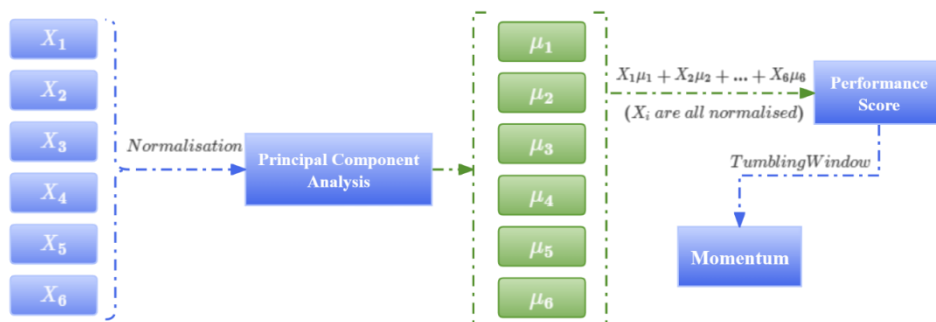 X₁
X₂
X₃
X₄
X₅
X₆
Normalisation
Principal Component
Analysis
μ₁
μ₂
μ₃
μ₄
μ₅
μ₆
X₁μ₁ + X₂μ₂ + ... + X₆μ₆
(Xᵢ are all normalised)
Performance
Score
TumblingWindow
Momentum